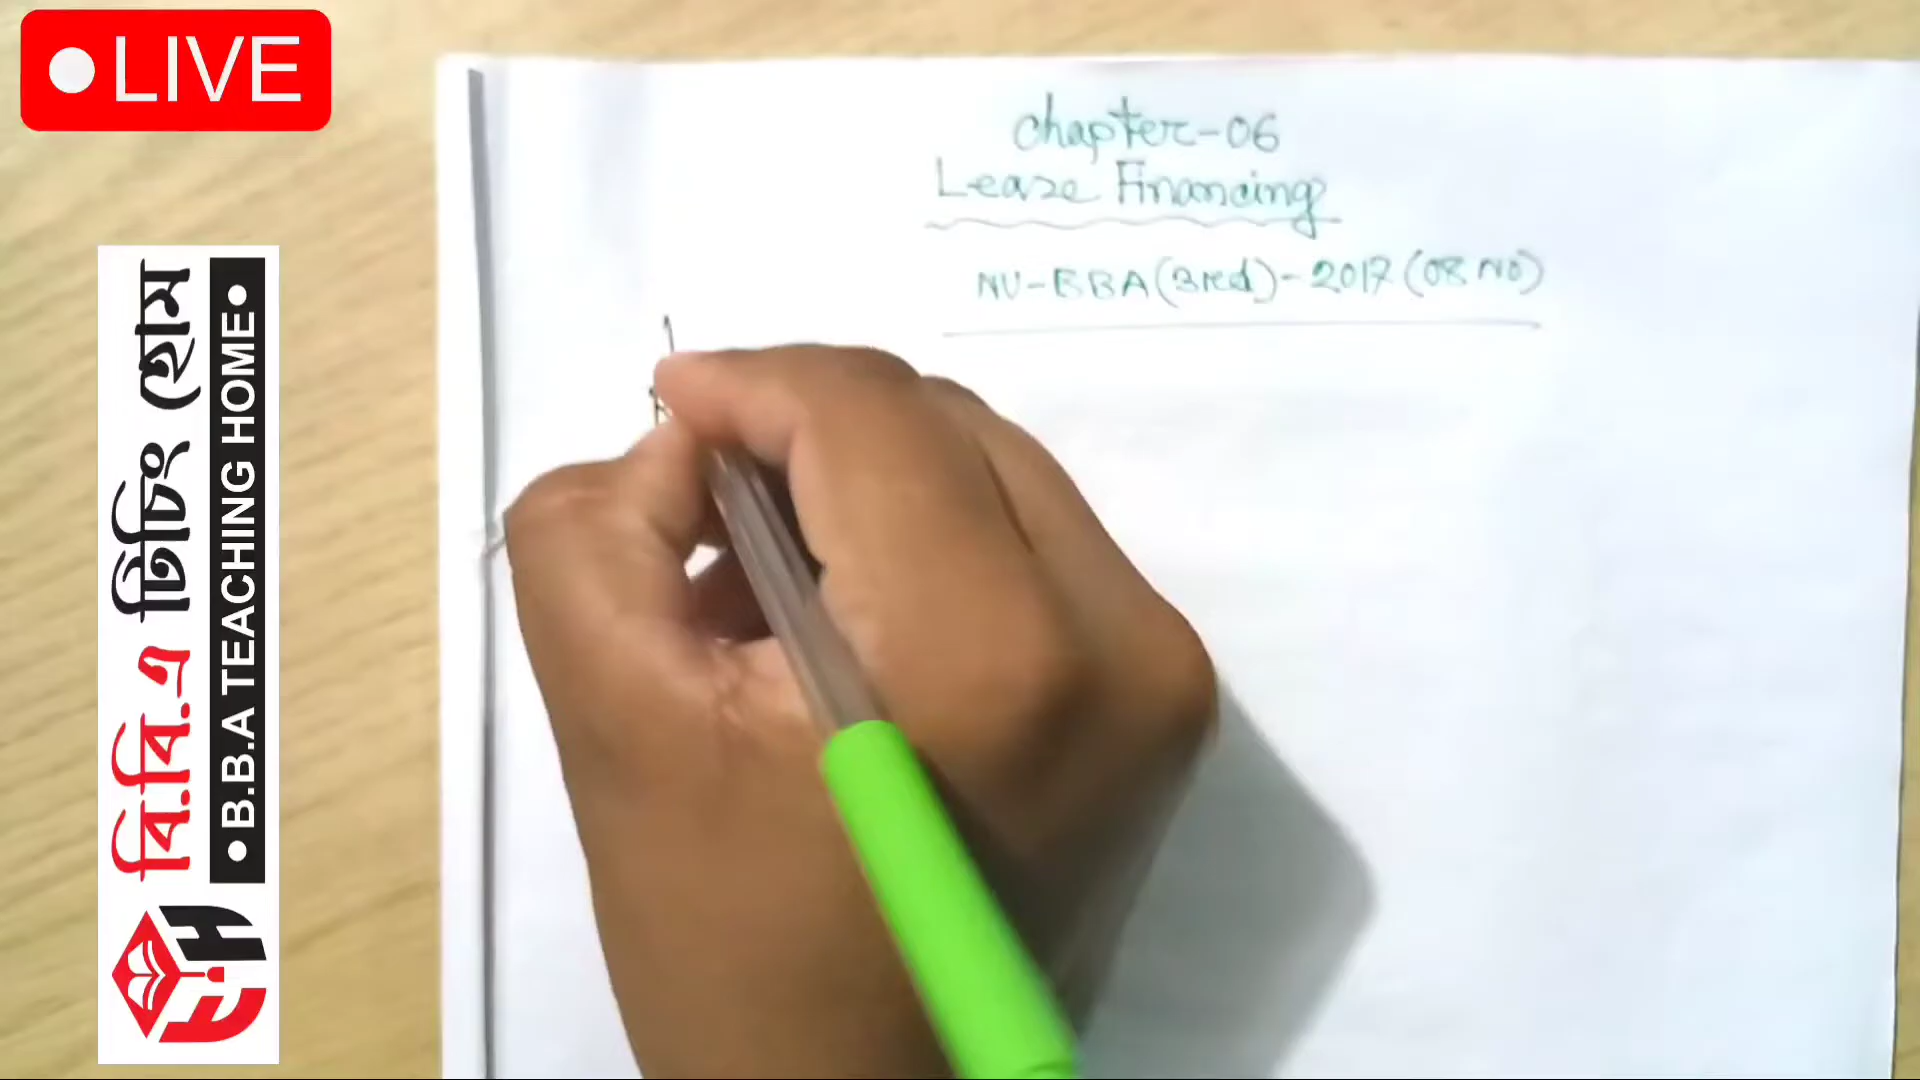 LIVE
বি.বি.এ টিচিং হোম
• B.B.A TEACHING HOME •
Chapter-06
Lease Financing
NU-BBA(3rd)-2017(08 No)